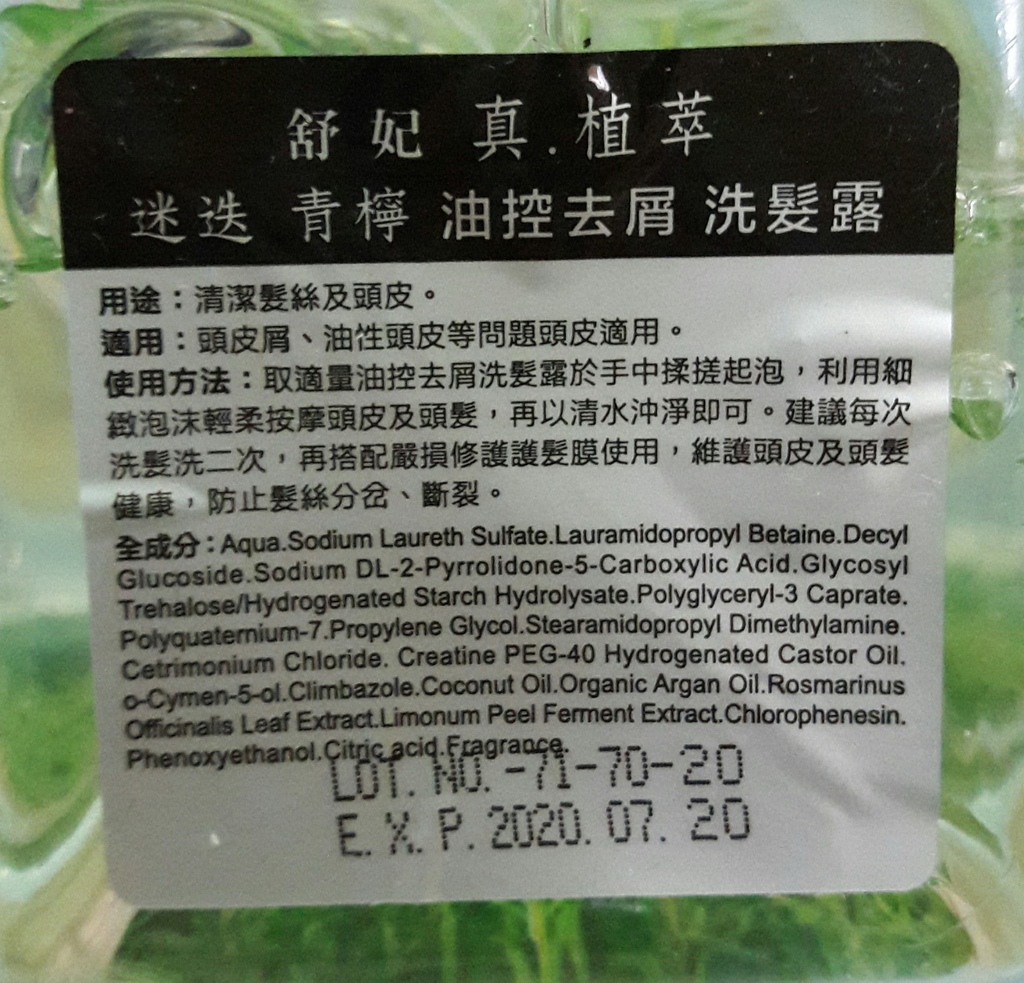 舒妃 真.植萃
迷迭 青檸 油控去屑 洗髮露
用途：清潔髮絲及頭皮。
適用：頭皮屑、油性頭皮等問題頭皮適用。
使用方法：取適量油控去屑洗髮露於手中揉搓起泡，利用細
緻泡沫輕柔按摩頭皮及頭髮，再以清水沖淨即可。建議每次
洗髮洗二次，再搭配嚴損修護護髮膜使用，維護頭皮及頭髮
健康，防止髮絲分岔、斷裂。
全成分：Aqua.Sodium Laureth Sulfate.Lauramidopropyl Betaine.Decyl
Glucoside.Sodium DL-2-Pyrrolidone-5-Carboxylic Acid.Glycosyl
Trehalose/Hydrogenated Starch Hydrolysate.Polyglyceryl-3 Caprate.
Polyquaternium-7.Propylene Glycol.Stearamidopropyl Dimethylamine.
Cetrimonium Chloride. Creatine PEG-40 Hydrogenated Castor Oil.
o-Cymen-5-ol.Climbazole.Coconut Oil.Organic Argan Oil.Rosmarinus
Officinalis Leaf Extract.Limonum Peel Ferment Extract.Chlorophenesin.
Phenoxyethanol.Citric acid.Fragrance.
LOT. NO. -71-70-20
E. X. P. 2020. 07. 20